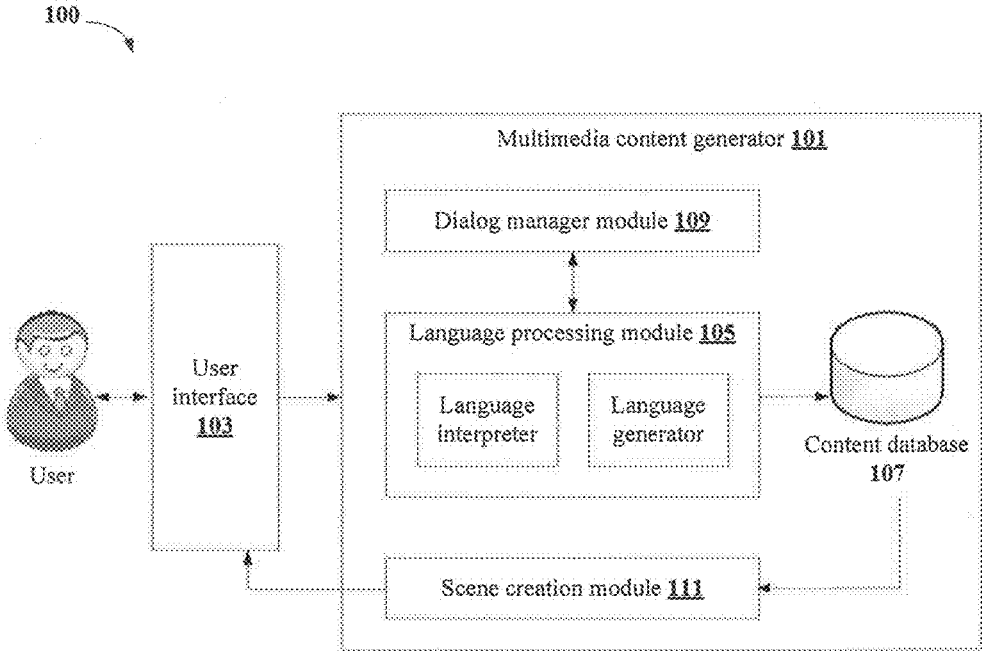 100
Multimedia content generator 101
Dialog manager module 109
Language processing module 105
User
interface
103
Language
interpreter
Language
generator
User
Content database
107
Scene creation module 111